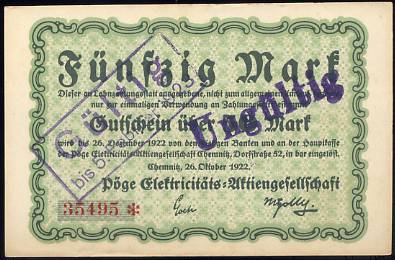 Fünfzig Mark
Dieser an Lohnzahlungsstatt ausgegebene, nicht zum allgemeinen
nur zur einmaligen Verwendung an Zahlungsstatt
Gutschein über Mark
wird bis 26. Dezember 1922 von den Banken und an der Hauptkasse
der Pöge Elektricitäts-Aktiengesellschaft Chemnitz, Dorfstraße 52, in bar eingelöst.
Chemnitz, 26. Oktober 1922.
Pöge Elektricitäts-Aktiengesellschaft
35495 *
Ungültig
bis